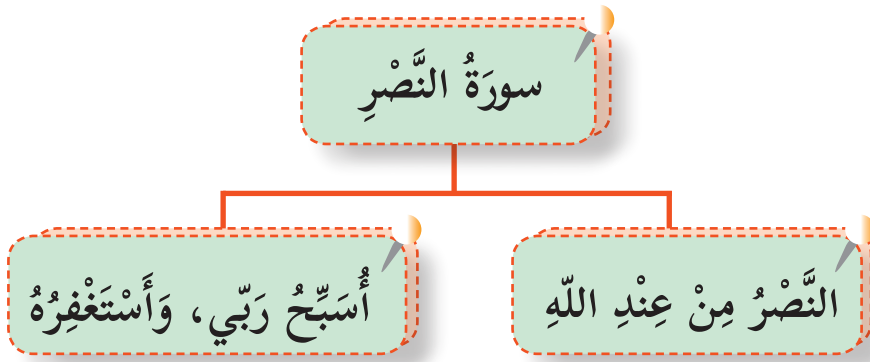 سورَةُ النَّصْرِ
النَّصْرُ مِنْ عِنْدِ اللّهِ
أُسَبِّحُ رَبّي، وَأَسْتَغْفِرُهُ